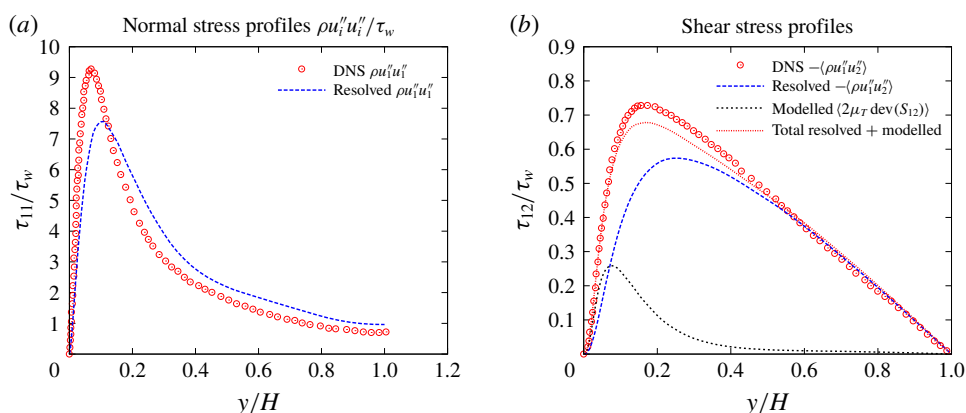 (a) Normal stress profiles ρu″ᵢu″ᵢ/τ_w
10
9
8
7
6
5
4
3
2
1
0
τ₁₁/τ_w
DNS ρu″₁u″₁
Resolved ρu″₁u″₁
0 0.2 0.4 0.6 0.8 1.0 1.2
y/H
(b) Shear stress profiles
0.9
0.8
0.7
0.6
0.5
0.4
0.3
0.2
0.1
0
τ₁₂/τ_w
DNS −⟨ρu″₁u″₂⟩
Resolved −⟨ρu″₁u″₂⟩
Modelled ⟨2μ_T dev(S₁₂)⟩
Total resolved + modelled
0 0.2 0.4 0.6 0.8 1.0
y/H